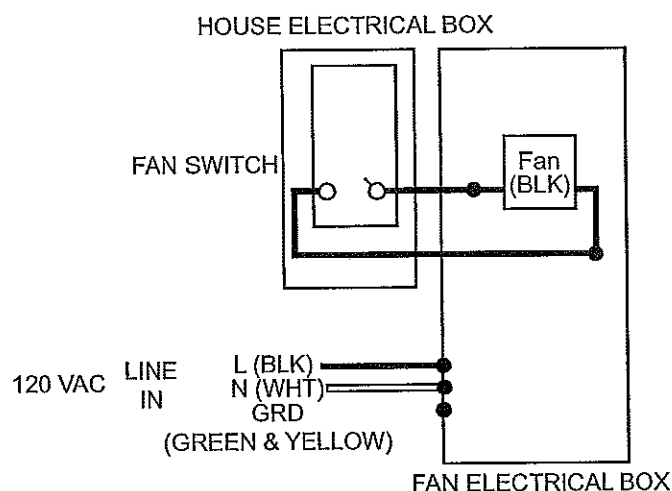 HOUSE ELECTRICAL BOX
FAN SWITCH
Fan
(BLK)
120 VAC
LINE
IN
L (BLK)
N (WHT)
GRD
(GREEN & YELLOW)
FAN ELECTRICAL BOX